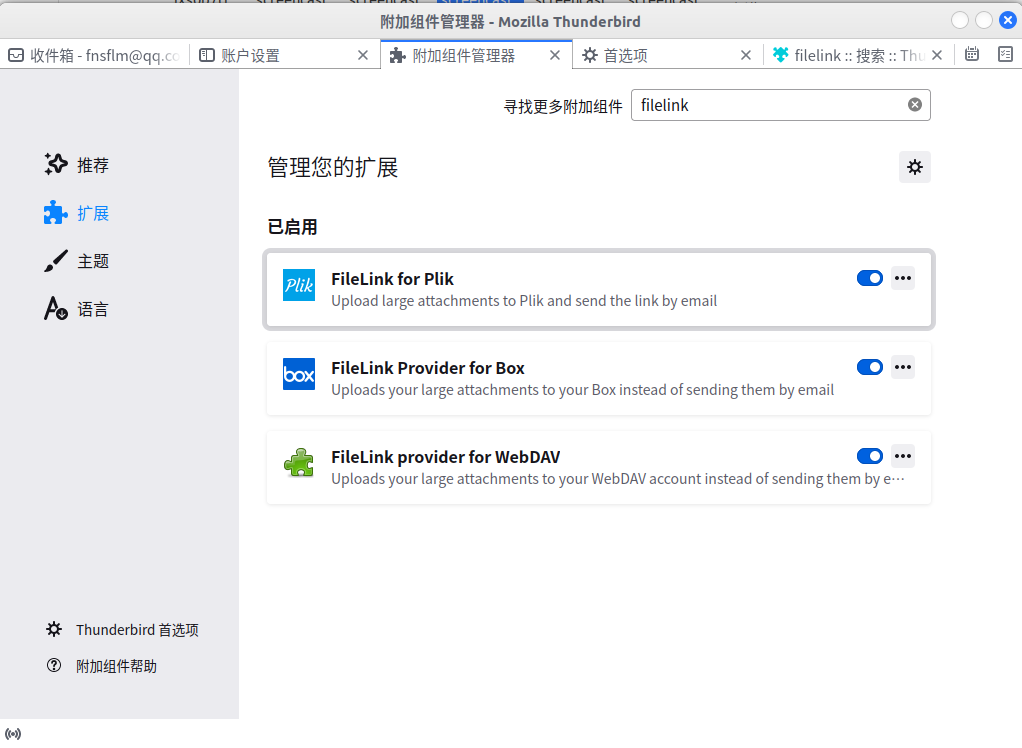 附加组件管理器 - Mozilla Thunderbird
收件箱 - fnsflm@qq.co
账户设置
附加组件管理器
首选项
filelink :: 搜索 :: Thu
寻找更多附加组件
filelink
推荐
扩展
主题
语言
管理您的扩展
已启用
Plik
FileLink for Plik
Upload large attachments to Plik and send the link by email
box
FileLink Provider for Box
Uploads your large attachments to your Box instead of sending them by email
FileLink provider for WebDAV
Uploads your large attachments to your WebDAV account instead of sending them by e…
Thunderbird 首选项
附加组件帮助